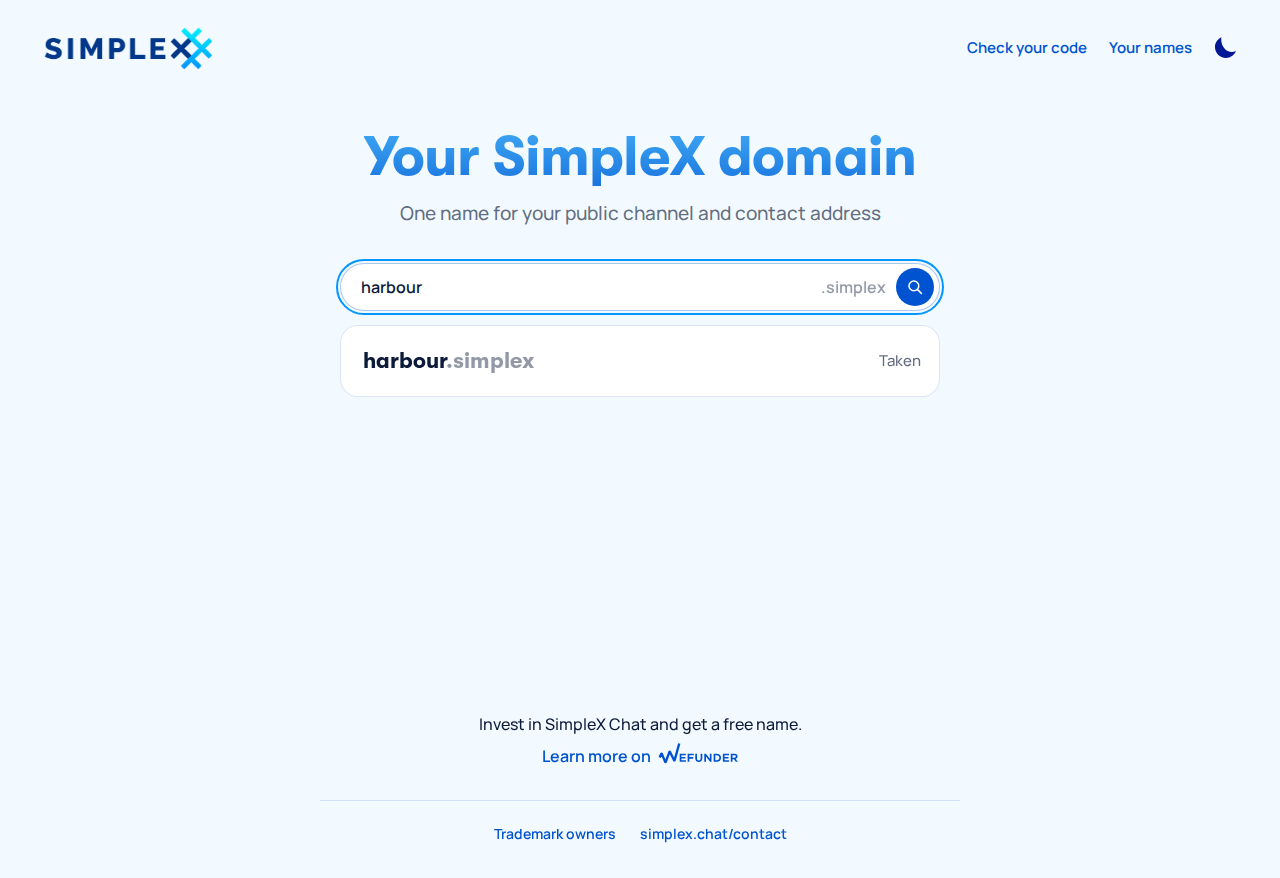 SIMPLEX
Check your code
Your names
Your SimpleX domain
One name for your public channel and contact address
harbour
.simplex
harbour.simplex
Taken
Invest in SimpleX Chat and get a free name.
Learn more on WEFUNDER
Trademark owners
simplex.chat/contact